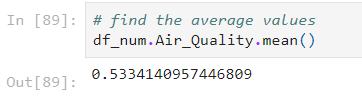 In [89]: # find the average values
df_num.Air_Quality.mean()
Out[89]: 0.5334140957446809